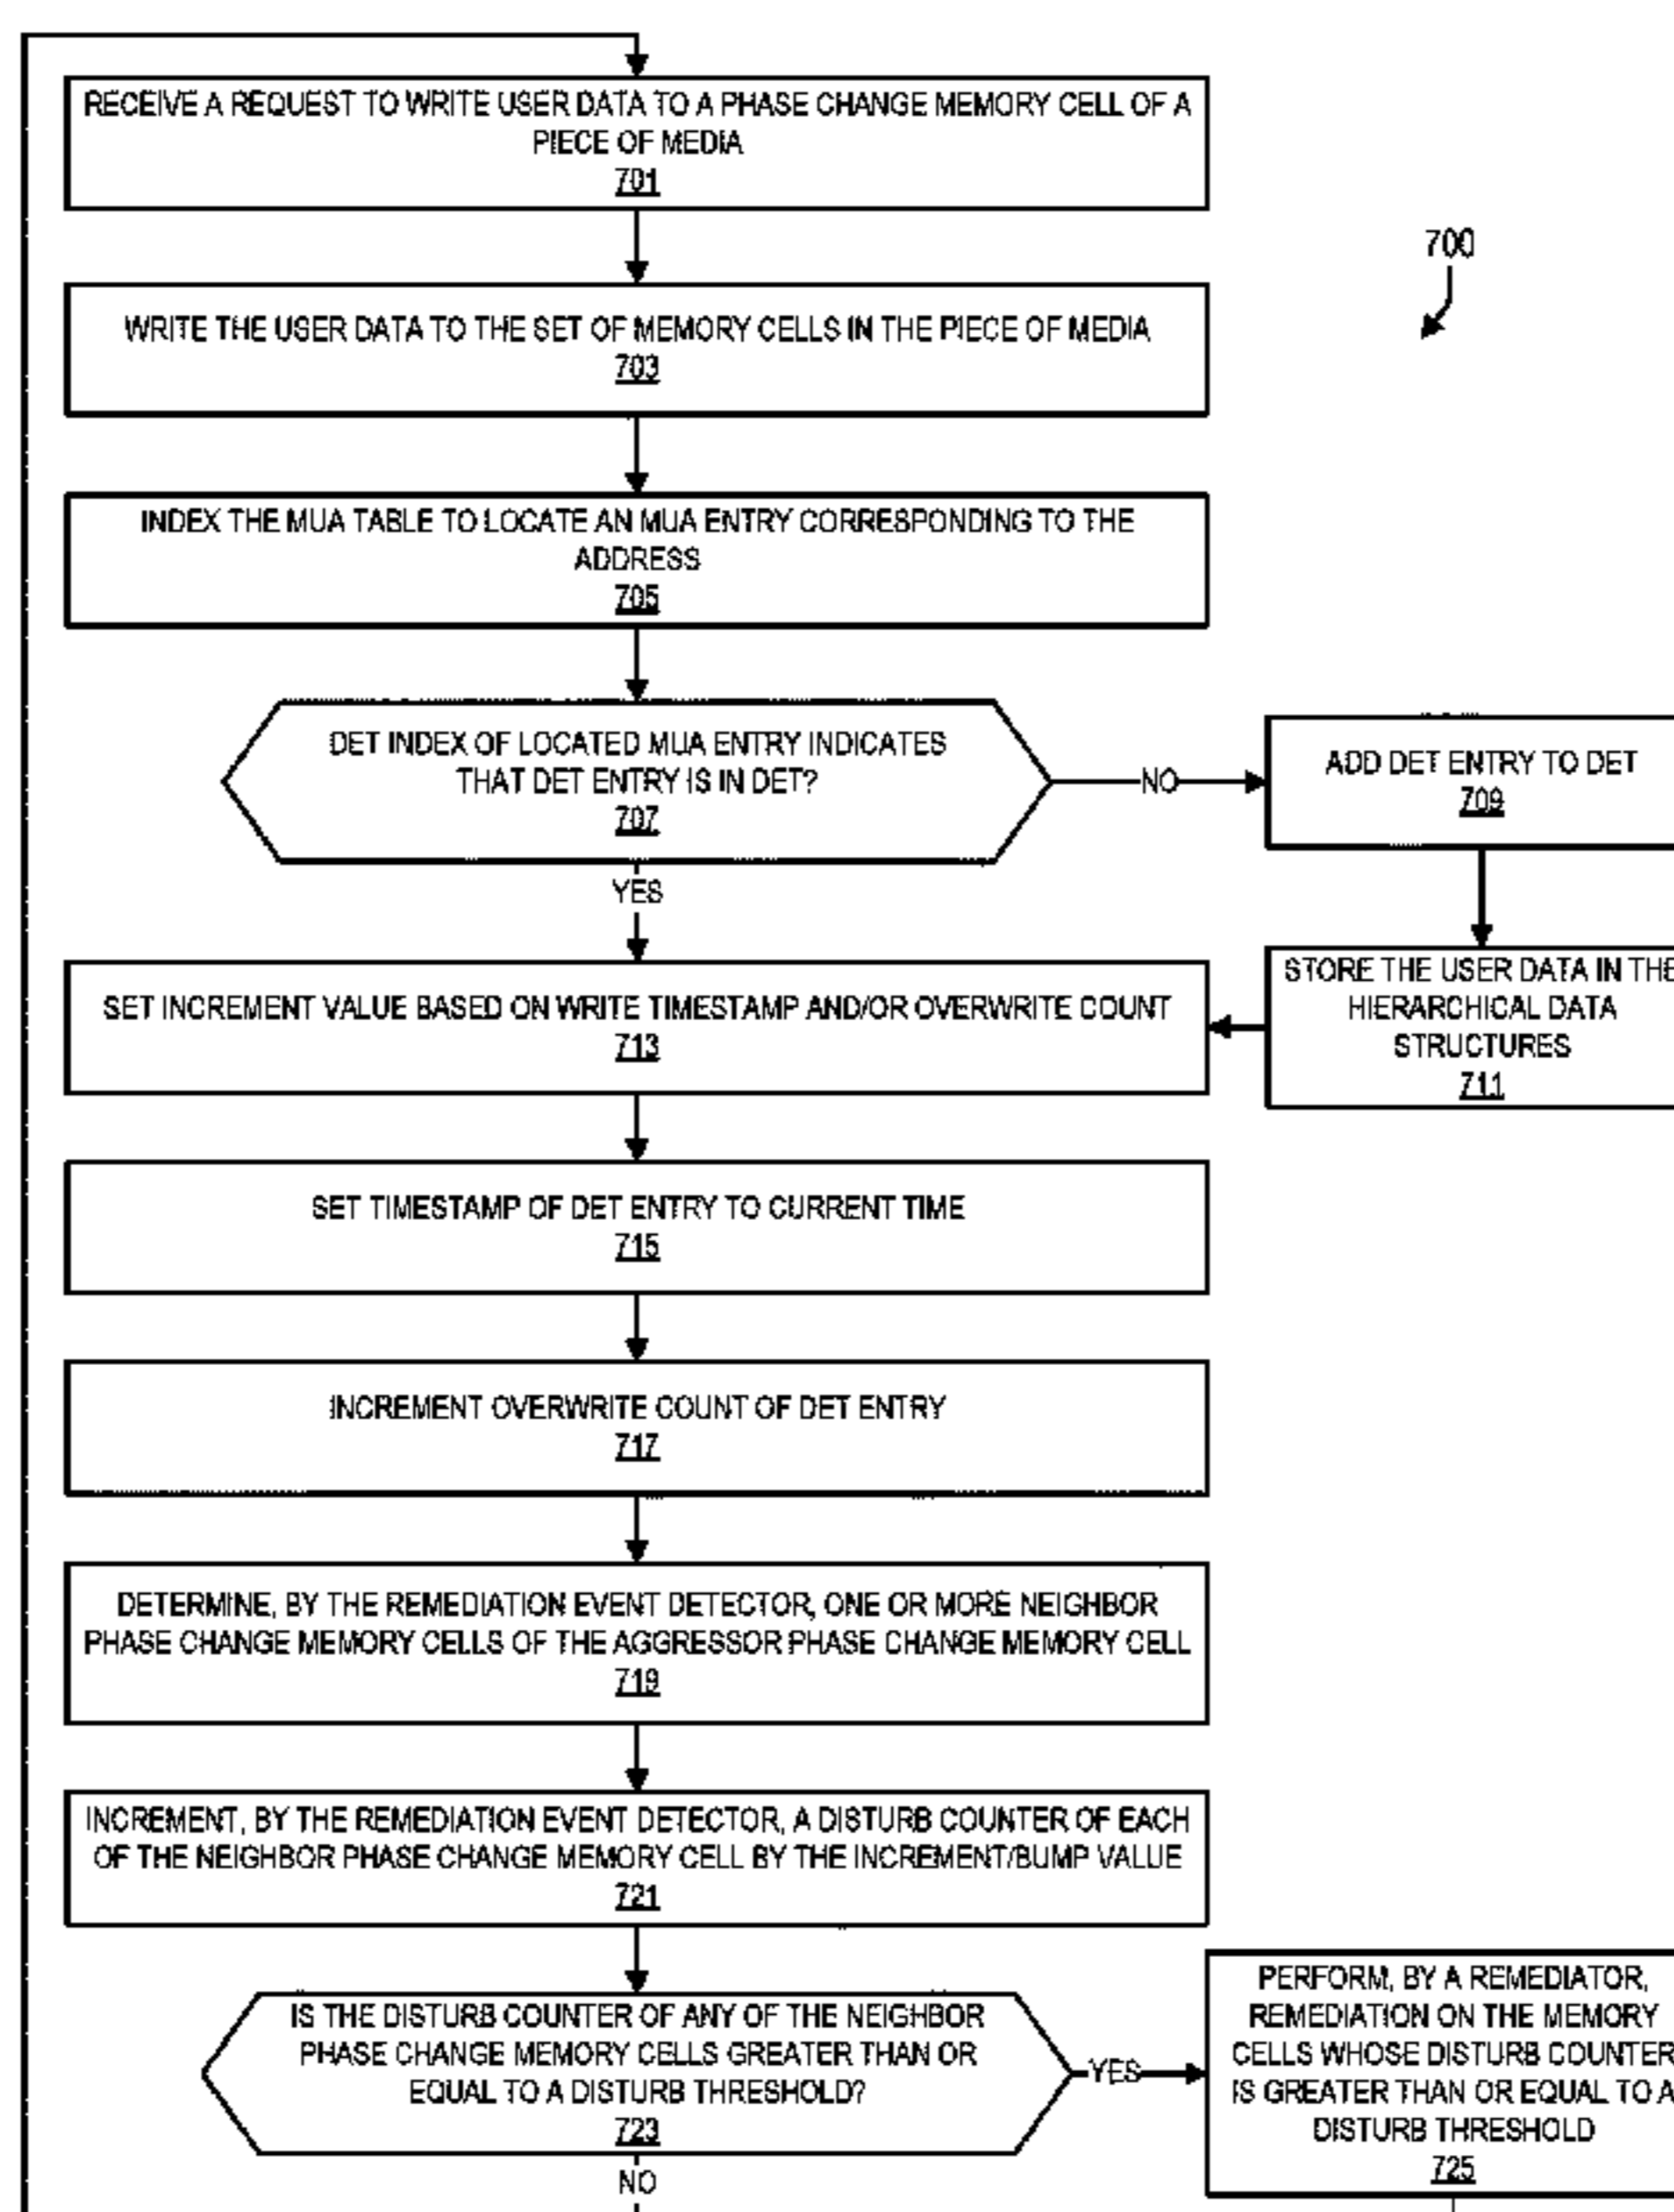 RECEIVE A REQUEST TO WRITE USER DATA TO A PHASE CHANGE MEMORY CELL OF A
PIECE OF MEDIA
701
700
WRITE THE USER DATA TO THE SET OF MEMORY CELLS IN THE PIECE OF MEDIA
703
INDEX THE MUA TABLE TO LOCATE AN MUA ENTRY CORRESPONDING TO THE
ADDRESS
705
DET INDEX OF LOCATED MUA ENTRY INDICATES
THAT DET ENTRY IS IN DET?
707
NO
ADD DET ENTRY TO DET
709
YES
STORE THE USER DATA IN THE
HIERARCHICAL DATA
STRUCTURES
711
SET INCREMENT VALUE BASED ON WRITE TIMESTAMP AND/OR OVERWRITE COUNT
713
SET TIMESTAMP OF DET ENTRY TO CURRENT TIME
715
INCREMENT OVERWRITE COUNT OF DET ENTRY
717
DETERMINE, BY THE REMEDIATION EVENT DETECTOR, ONE OR MORE NEIGHBOR
PHASE CHANGE MEMORY CELLS OF THE AGGRESSOR PHASE CHANGE MEMORY CELL
719
INCREMENT, BY THE REMEDIATION EVENT DETECTOR, A DISTURB COUNTER OF EACH
OF THE NEIGHBOR PHASE CHANGE MEMORY CELL BY THE INCREMENT/BUMP VALUE
721
IS THE DISTURB COUNTER OF ANY OF THE NEIGHBOR
PHASE CHANGE MEMORY CELLS GREATER THAN OR
EQUAL TO A DISTURB THRESHOLD?
723
YES
PERFORM, BY A REMEDIATOR,
REMEDIATION ON THE MEMORY
CELLS WHOSE DISTURB COUNTER
IS GREATER THAN OR EQUAL TO A
DISTURB THRESHOLD
725
NO